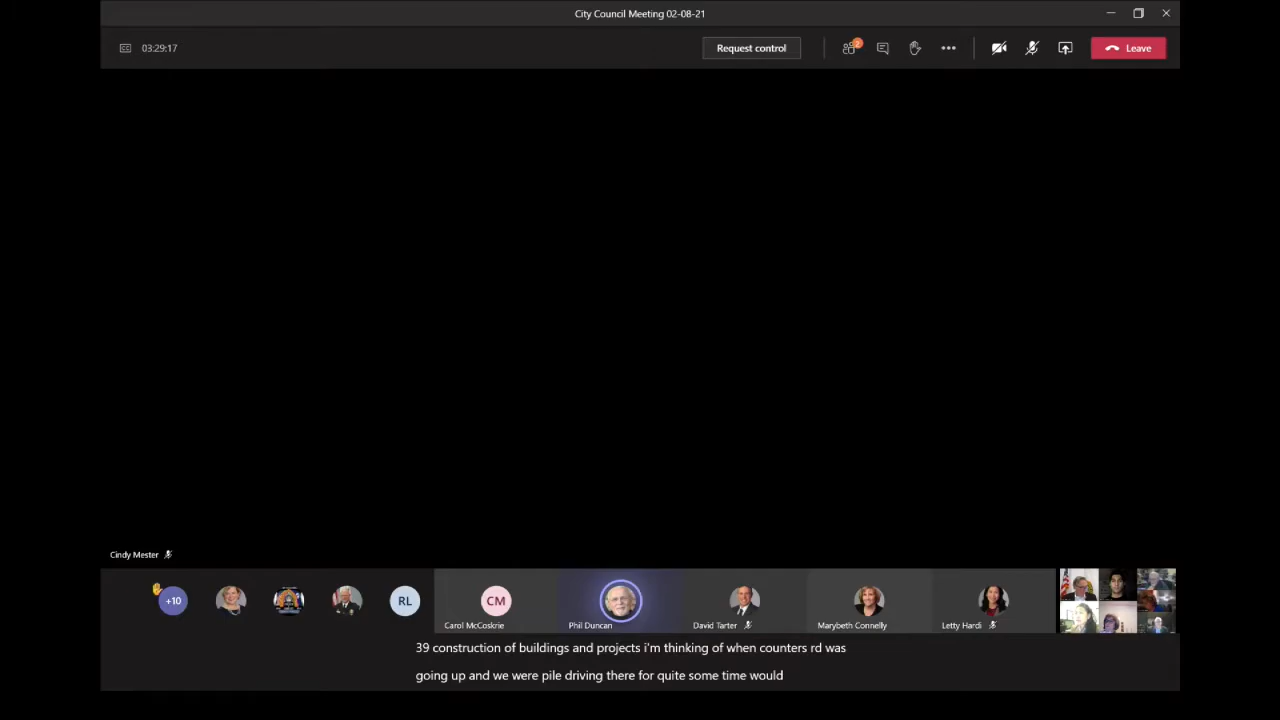 City Council Meeting 02-08-21
03:29:17
Request control
2
Leave
Cindy Mester
+10
RL
CM
Carol McCoskrie
Phil Duncan
David Tarter
Marybeth Connelly
Letty Hardi
39 construction of buildings and projects i'm thinking of when counters rd was
going up and we were pile driving there for quite some time would